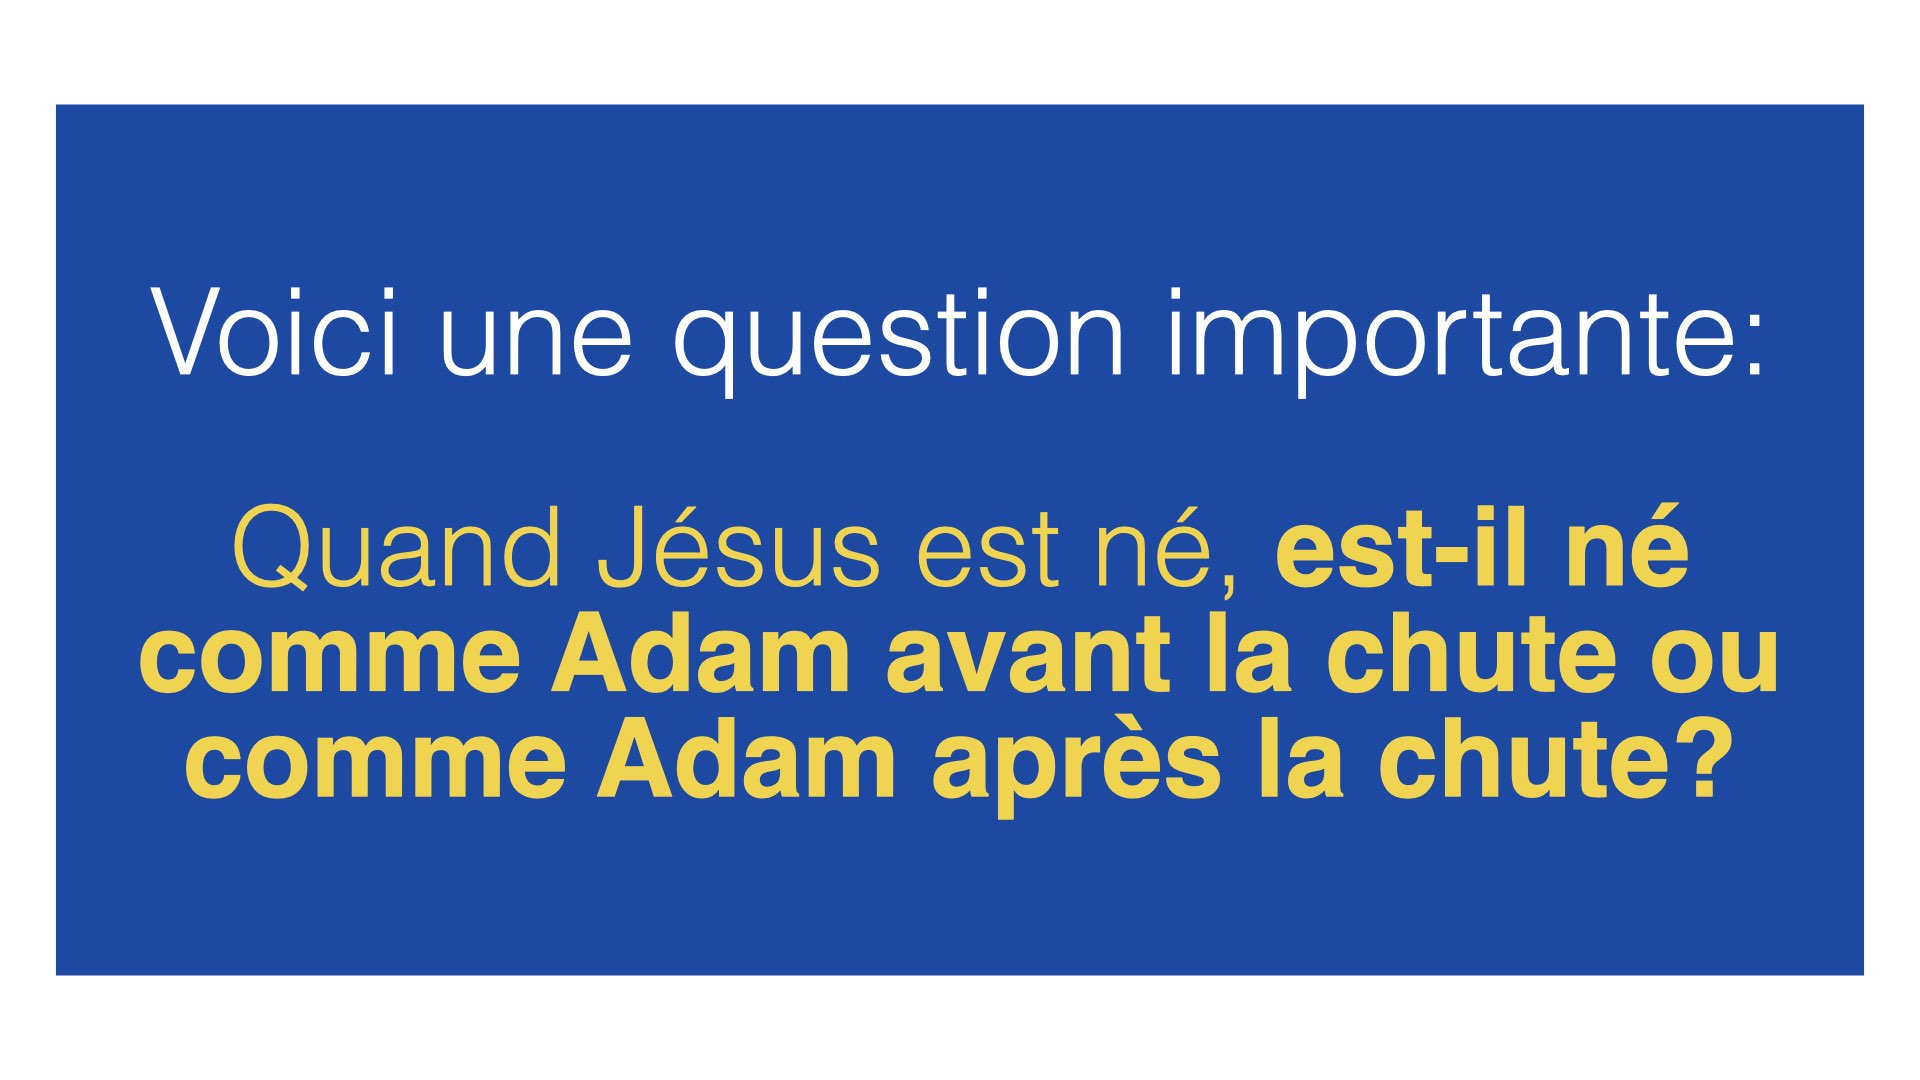 Voici une question importante:
Quand Jésus est né, est-il né
comme Adam avant la chute ou
comme Adam après la chute?